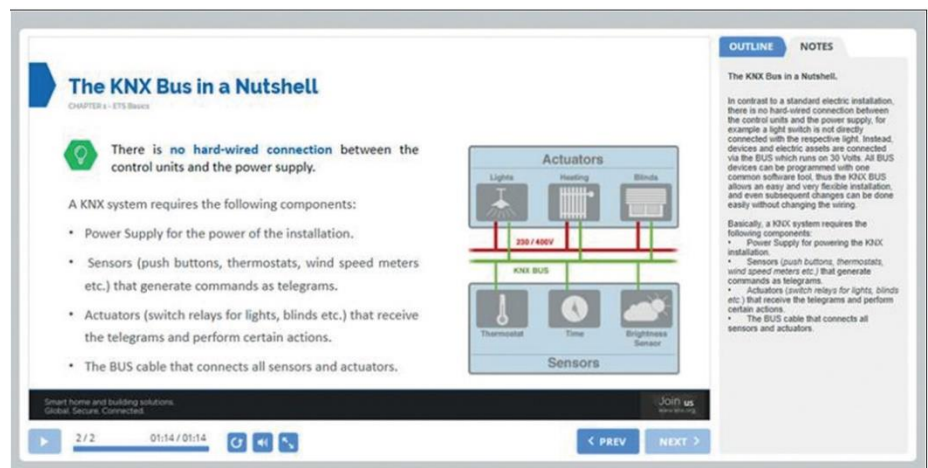 The KNX Bus in a Nutshell
CHAPTER 1 - ETS Basics
There is no hard-wired connection between the
control units and the power supply.
A KNX system requires the following components:
• Power Supply for the power of the installation.
• Sensors (push buttons, thermostats, wind speed meters
etc.) that generate commands as telegrams.
• Actuators (switch relays for lights, blinds etc.) that receive
the telegrams and perform certain actions.
• The BUS cable that connects all sensors and actuators.
Actuators
Lights
Heating
Blinds
230 / 400V
KNX BUS
Thermostat
Time
Brightness
Sensor
Sensors
Smart home and building solutions.
Global. Secure. Connected.
Join us
www.knx.org
2 / 2
01:14 / 01:14
< PREV
NEXT >
OUTLINE
NOTES
The KNX Bus in a Nutshell.
In contrast to a standard electric installation,
there is no hard-wired connection between
the control units and the power supply, for
example a light switch is not directly
connected with the respective light. Instead,
devices and electric assets are connected
via the BUS which runs on 30 Volts. All BUS
devices can be programmed with one
common software tool, thus the KNX BUS
allows an easy and very flexible installation,
and even subsequent changes can be done
easily without changing the wiring.
Basically, a KNX system requires the
following components:
• Power Supply for powering the KNX
installation.
• Sensors (push buttons, thermostats,
wind speed meters etc.) that generate
commands as telegrams.
• Actuators (switch relays for lights, blinds
etc.) that receive the telegrams and perform
certain actions.
• The BUS cable that connects all
sensors and actuators.